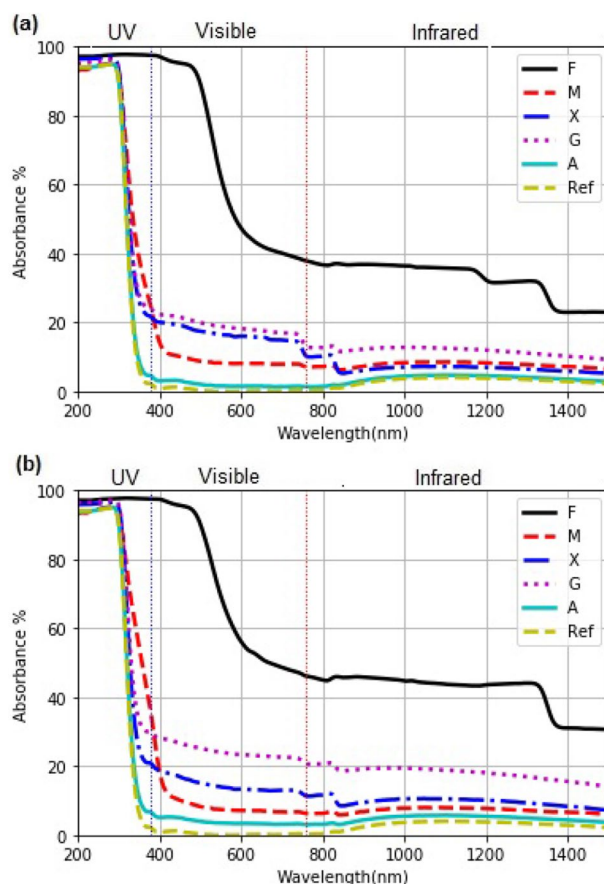 (a)
UV Visible Infrared
100
80
60
40
20
0
Absorbance %
F
M
X
G
A
Ref
200 400 600 800 1000 1200 1400
Wavelength(nm)
(b)
UV Visible Infrared
100
80
60
40
20
0
Absorbance %
F
M
X
G
A
Ref
200 400 600 800 1000 1200 1400
Wavelength(nm)